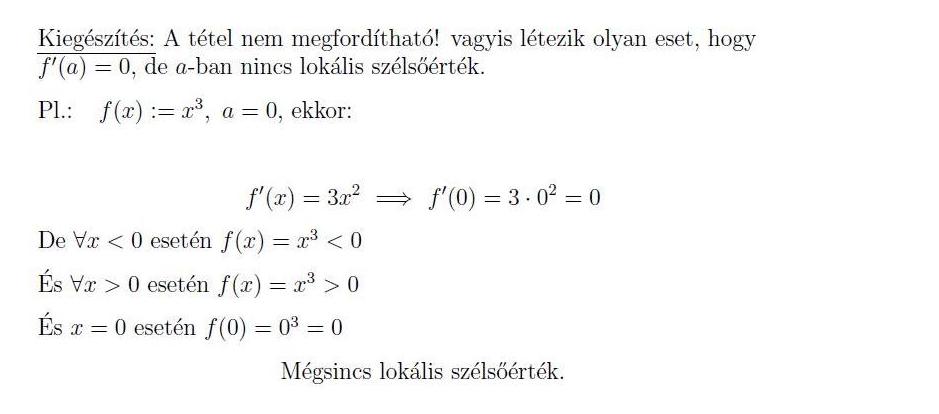 Kiegészítés: A tétel nem megfordítható! vagyis létezik olyan eset, hogy
f′(a) = 0, de a-ban nincs lokális szélsőérték.
Pl.: f(x) := x³, a = 0, ekkor:
f′(x) = 3x² ⟹ f′(0) = 3 · 0² = 0
De ∀x < 0 esetén f(x) = x³ < 0
És ∀x > 0 esetén f(x) = x³ > 0
És x = 0 esetén f(0) = 0³ = 0
Mégsincs lokális szélsőérték.